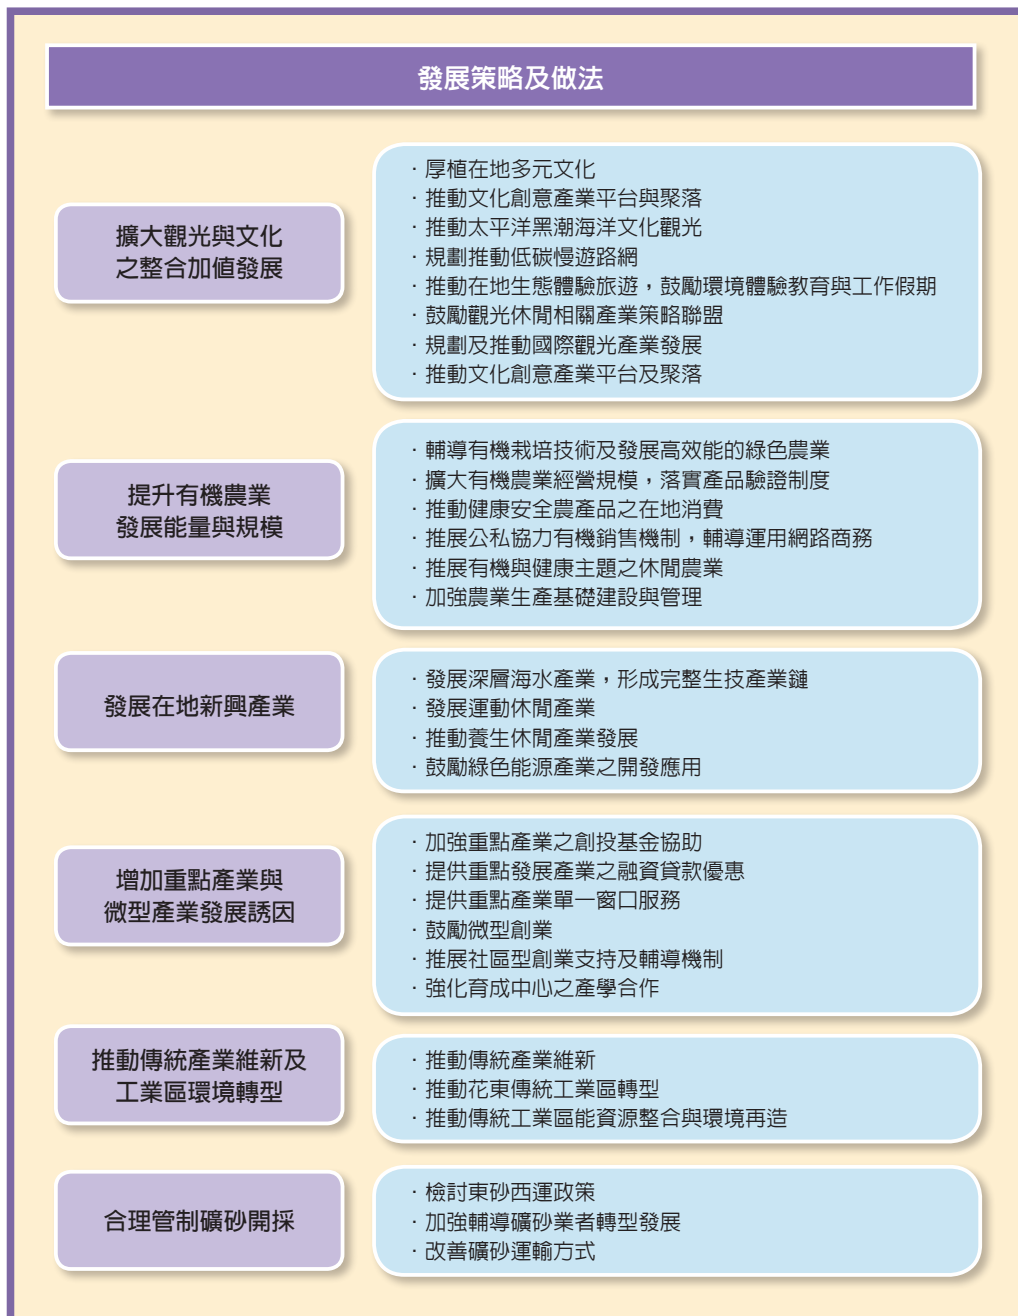 發展策略及做法
擴大觀光與文化
之整合加值發展
·厚植在地多元文化
·推動文化創意產業平台與聚落
·推動太平洋黑潮海洋文化觀光
·規劃推動低碳慢遊路網
·推動在地生態體驗旅遊，鼓勵環境體驗教育與工作假期
·鼓勵觀光休閒相關產業策略聯盟
·規劃及推動國際觀光產業發展
·推動文化創意產業平台及聚落
提升有機農業
發展能量與規模
·輔導有機栽培技術及發展高效能的綠色農業
·擴大有機農業經營規模，落實產品驗證制度
·推動健康安全農產品之在地消費
·推展公私協力有機銷售機制，輔導運用網路商務
·推展有機與健康主題之休閒農業
·加強農業生產基礎建設與管理
發展在地新興產業
·發展深層海水產業，形成完整生技產業鏈
·發展運動休閒產業
·推動養生休閒產業發展
·鼓勵綠色能源產業之開發應用
增加重點產業與
微型產業發展誘因
·加強重點產業之創投基金協助
·提供重點發展產業之融資貸款優惠
·提供重點產業單一窗口服務
·鼓勵微型創業
·推展社區型創業支持及輔導機制
·強化育成中心之產學合作
推動傳統產業維新及
工業區環境轉型
·推動傳統產業維新
·推動花東傳統工業區轉型
·推動傳統工業區能資源整合與環境再造
合理管制礦砂開採
·檢討東砂西運政策
·加強輔導礦砂業者轉型發展
·改善礦砂運輸方式